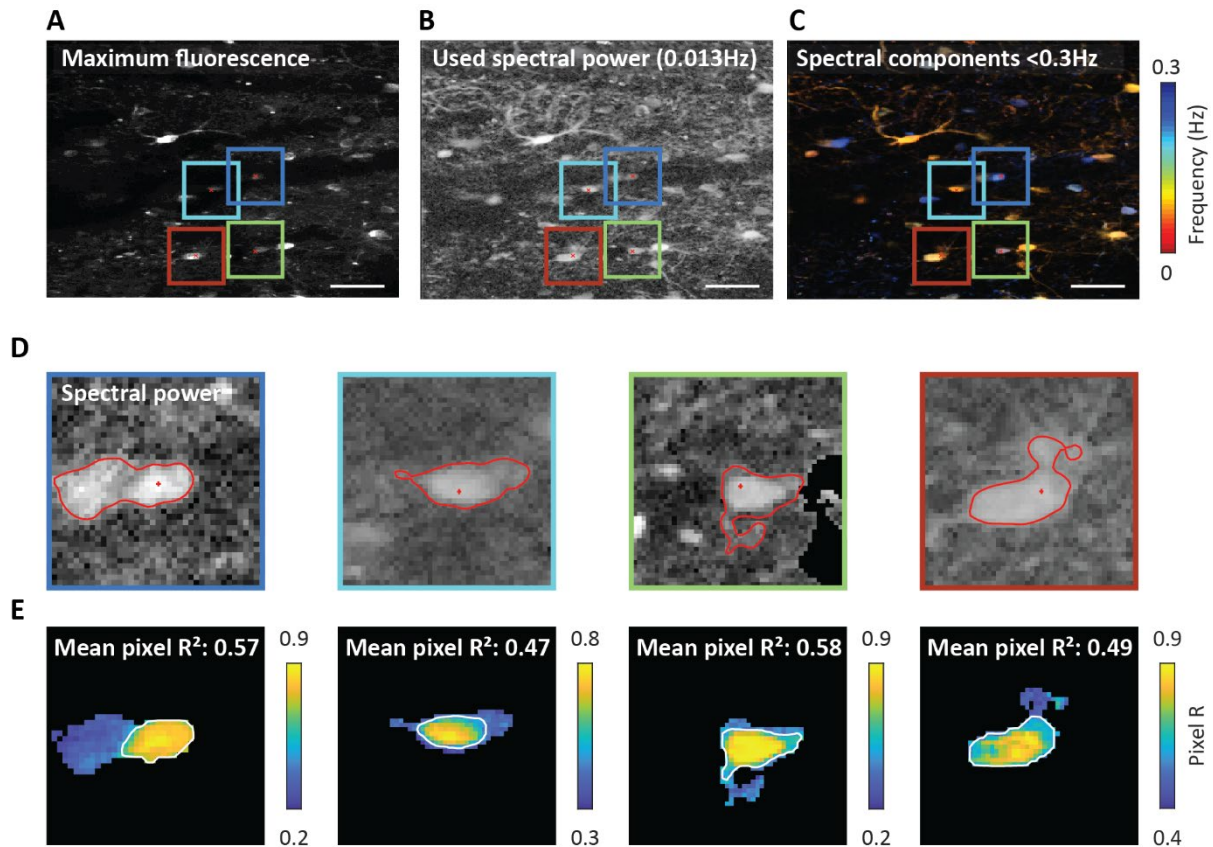 A
B
C
Maximum fluorescence
Used spectral power (0.013Hz)
Spectral components <0.3Hz
0.3
Frequency (Hz)
0
D
Spectral power
E
Mean pixel R²: 0.57
0.9
0.2
Mean pixel R²: 0.47
0.8
0.3
Mean pixel R²: 0.58
0.9
0.2
Mean pixel R²: 0.49
0.9
Pixel R
0.4